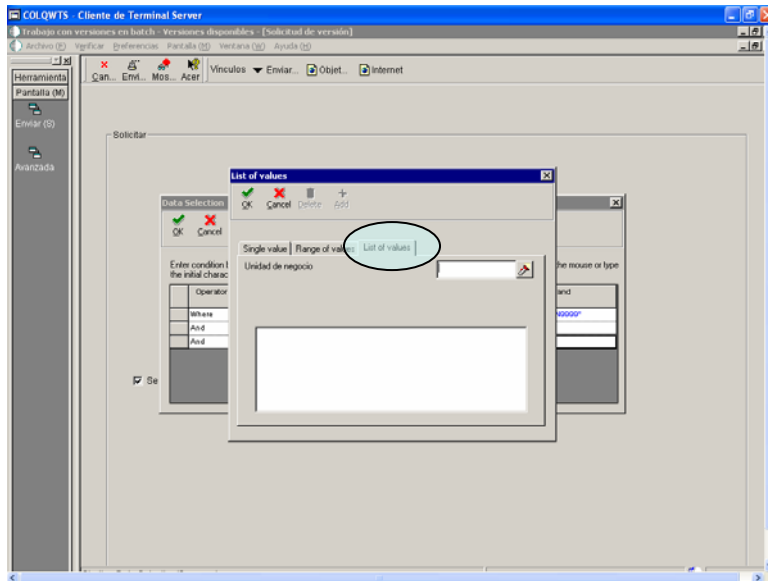 COLQWTS - Cliente de Terminal Server
Trabajo con versiones en batch - Versiones disponibles - [Solicitud de versión]
Archivo (F) Verificar Preferencias Pantalla (M) Ventana (W) Ayuda (H)
Herramienta
Pantalla (M)
Enviar (S)
Avanzada
Can... Envi... Mos... Acer Vínculos Enviar... Objet... Internet
Solicitar
Data Selection
OK Cancel
Enter condition b
the initial charac
he mouse or type
Operator
and
Where
9999"
And
And
Se
List of values
OK Cancel Delete Add
Single value Range of values List of values
Unidad de negocio